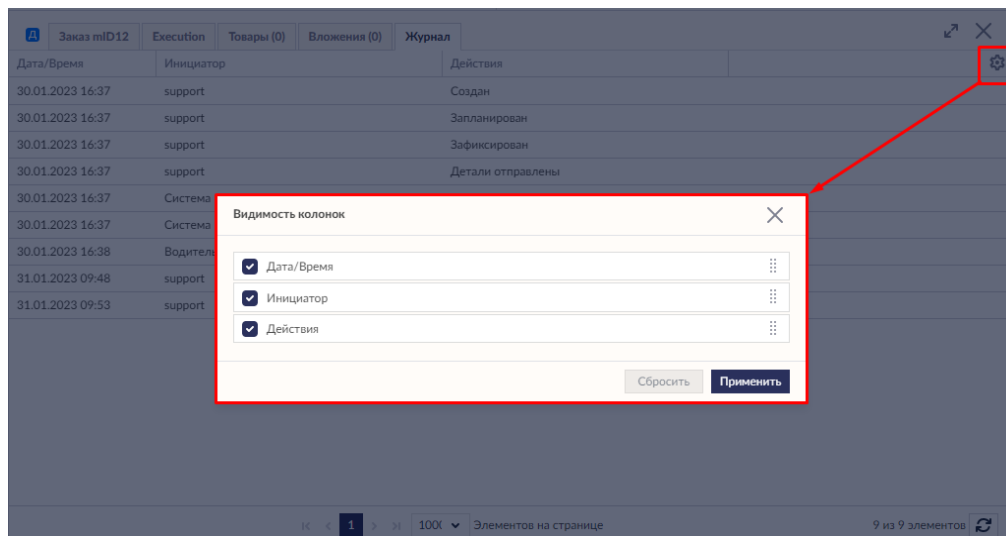 Д Заказ mID12 Execution Товары (0) Вложения (0) Журнал
Дата/Время Инициатор Действия
30.01.2023 16:37 support Создан
30.01.2023 16:37 support Запланирован
30.01.2023 16:37 support Зафиксирован
30.01.2023 16:37 support Детали отправлены
30.01.2023 16:37 Система
30.01.2023 16:37 Система
30.01.2023 16:38 Водитель
31.01.2023 09:48 support
31.01.2023 09:53 support
Видимость колонок
Дата/Время
Инициатор
Действия
Сбросить Применить
1 Элементов на странице 9 из 9 элементов